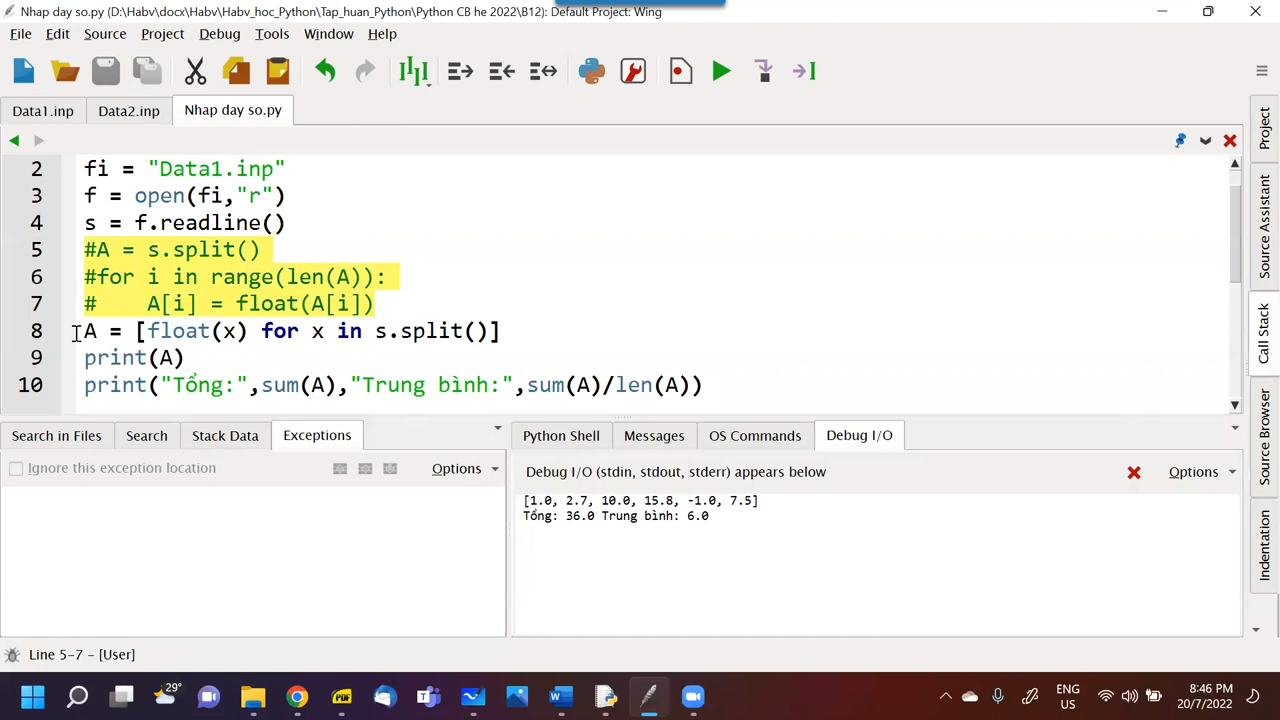 Nhap day so.py (D:\Habv\docx\Habv\Habv_hoc_Python\Tap_huan_Python\Python CB he 2022\B12): Default Project: Wing
File Edit Source Project Debug Tools Window Help
Data1.inp Data2.inp Nhap day so.py
2 fi = "Data1.inp"
3 f = open(fi,"r")
4 s = f.readline()
5 #A = s.split()
6 #for i in range(len(A)):
7 #    A[i] = float(A[i])
8 A = [float(x) for x in s.split()]
9 print(A)
10 print("Tổng:",sum(A),"Trung bình:",sum(A)/len(A))
Project
Source Assistant
Call Stack
Source Browser
Indentation
Search in Files Search Stack Data Exceptions
Ignore this exception location Options
Python Shell Messages OS Commands Debug I/O
Debug I/O (stdin, stdout, stderr) appears below Options
[1.0, 2.7, 10.0, 15.8, -1.0, 7.5]
Tổng: 36.0 Trung bình: 6.0
Line 5-7 - [User]
29°
PDF
ENG
US
8:46 PM
20/7/2022